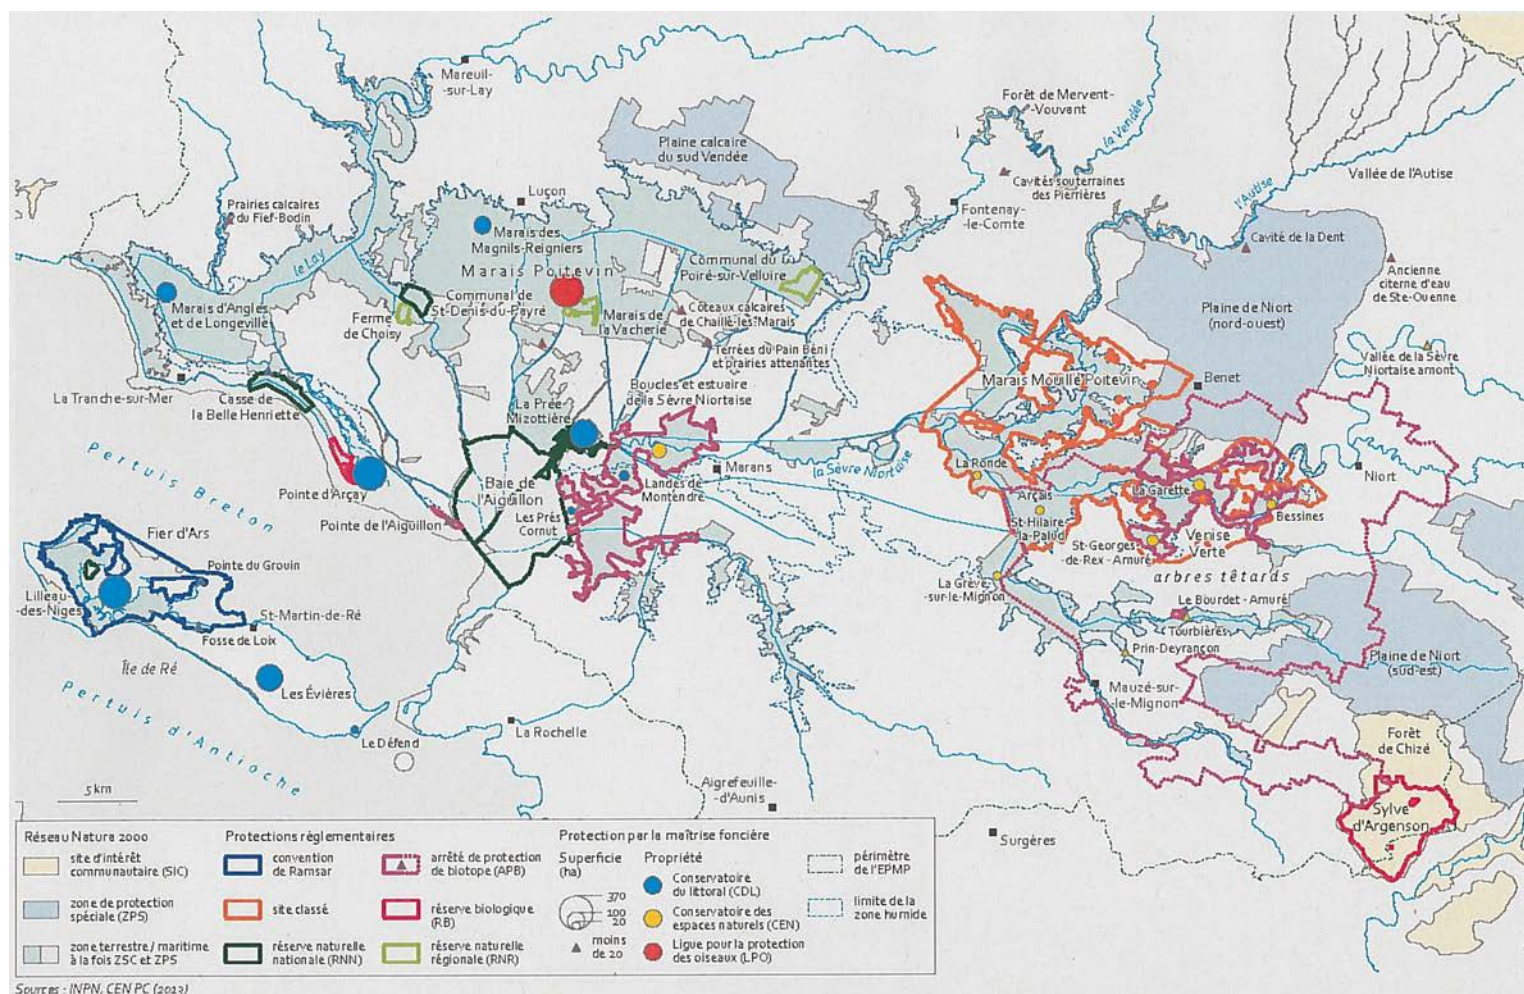 Mareuil-
-sur-Lay
Forêt de Mervent-
-Vouvant
la Vendée
Plaine calcaire
du sud Vendée
Cavités souterraines
des Pierrières
Vallée de l'Autise
l'Autise
Prairies calcaires
du Fief-Bodin
Luçon
Fontenay-
-le-Comte
Marais des
Magnils-Reigniers
Cavité de la Dent
le Lay
Marais Poitevin
Communal du
Poiré-sur-Velluire
Ancienne
citerne d'eau
de Ste-Ouenne
Marais d'Angles
et de Longeville
Communal de
St-Denis-du-Payré
Ferme
de Choisy
Marais de
la Vacherie
Côteaux calcaires
de Chaillé-les-Marais
Plaine de Niort
(nord-ouest)
Terrées du Pain Béni
et prairies attenantes
Vallée de la Sèvre
Niortaise amont
La Tranche-sur-Mer
Casse de
la Belle Henriette
La Prée
Mizottière
Boucles et estuaire
de la Sèvre Niortaise
Marais Mouillé Poitevin
Benet
Pertuis Breton
Pointe d'Arçay
Baie de
l'Aiguillon
Marans
la Sèvre Niortaise
La Ronde
Niort
Landes de
Montendre
Arçais
La Garette
Bessines
Pointe de l'Aiguillon
Les Prés
Cornut
St-Hilaire-
-la-Palud
St-Georges-
-de-Rex - Amuré
Venise
Verte
Fier d'Ars
Pointe du Grouin
Lilleau-
-des-Niges
La Grève-
-sur-le-Mignon
arbres têtards
St-Martin-de-Ré
Le Bourdet - Amuré
Fosse de Loix
Tourbières
Prin-Deyrançon
Île de Ré
Plaine de Niort
(sud-est)
Les Évières
Mauzé-sur-
-le-Mignon
Pertuis d'Antioche
Le Défend
La Rochelle
Forêt
de Chizé
5 km
Aigrefeuille-
-d'Aunis
Surgères
Sylve
d'Argenson
Réseau Natura 2000
site d'intérêt
communautaire (SIC)
zone de protection
spéciale (ZPS)
zone terrestre / maritime
à la fois ZSC et ZPS
Protections règlementaires
convention
de Ramsar
site classé
réserve naturelle
nationale (RNN)
arrêté de protection
de biotope (APB)
réserve biologique
(RB)
réserve naturelle
régionale (RNR)
Protection par la maîtrise foncière
Superficie
(ha)
370
100
20
moins
de 20
Propriété
Conservatoire
du littoral (CDL)
Conservatoire des
espaces naturels (CEN)
Ligue pour la protection
des oiseaux (LPO)
périmètre
de l'EPMP
limite de la
zone humide
Sources : INPN, CEN PC (2023)